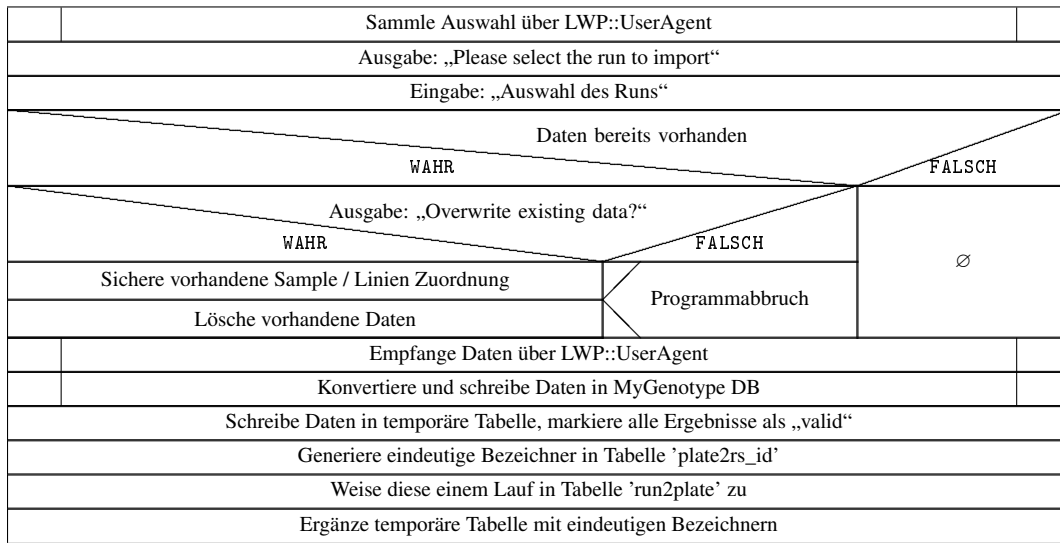 Sammle Auswahl über LWP::UserAgent
Ausgabe: „Please select the run to import“
Eingabe: „Auswahl des Runs“
Daten bereits vorhanden
WAHR
FALSCH
Ausgabe: „Overwrite existing data?“
WAHR
FALSCH
∅
Sichere vorhandene Sample / Linien Zuordnung
Programmabbruch
Lösche vorhandene Daten
Empfange Daten über LWP::UserAgent
Konvertiere und schreibe Daten in MyGenotype DB
Schreibe Daten in temporäre Tabelle, markiere alle Ergebnisse als „valid“
Generiere eindeutige Bezeichner in Tabelle 'plate2rs_id'
Weise diese einem Lauf in Tabelle 'run2plate' zu
Ergänze temporäre Tabelle mit eindeutigen Bezeichnern